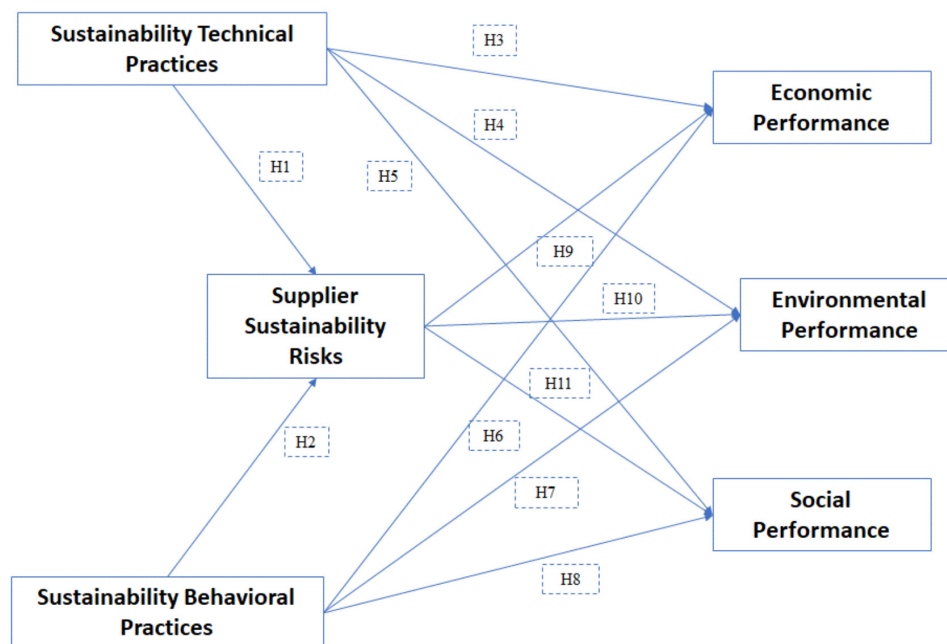 Sustainability Technical
Practices
H3
Economic
Performance
H4
H1
H5
H9
Supplier
Sustainability
Risks
H10
Environmental
Performance
H11
H2
H6
H7
Social
Performance
H8
Sustainability Behavioral
Practices